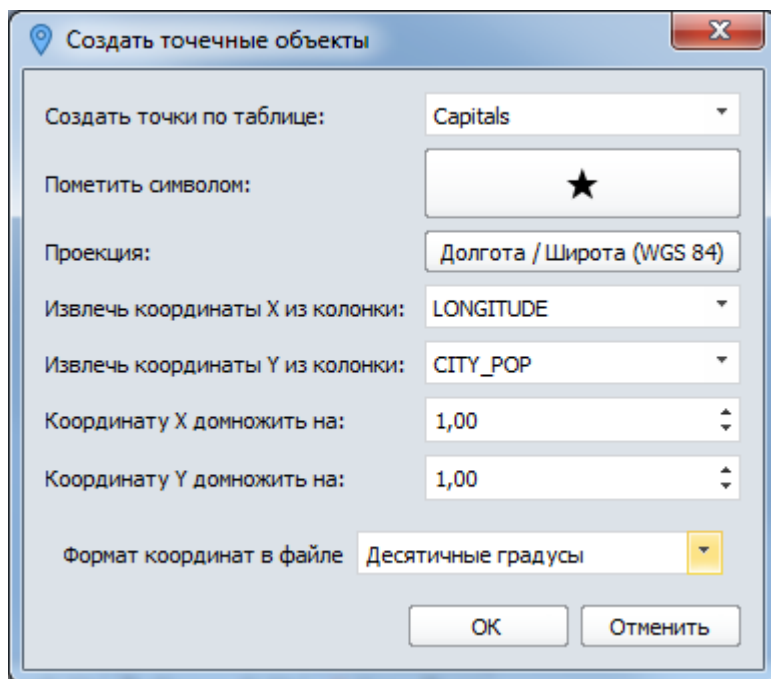 Создать точечные объекты
Создать точки по таблице: Capitals
Пометить символом:
Проекция: Долгота / Широта (WGS 84)
Извлечь координаты X из колонки: LONGITUDE
Извлечь координаты Y из колонки: CITY_POP
Координату X домножить на: 1,00
Координату Y домножить на: 1,00
Формат координат в файле Десятичные градусы
ОК Отменить